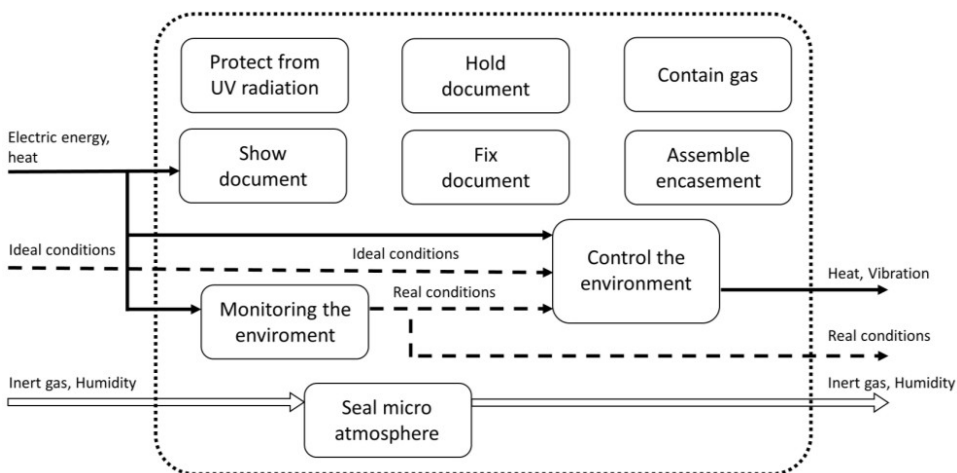 Protect from
UV radiation
Hold
document
Contain gas
Electric energy,
heat
Show
document
Fix
document
Assemble
encasement
Ideal conditions
Ideal conditions
Control the
environment
Heat, Vibration
Monitoring the
enviroment
Real conditions
Real conditions
Inert gas, Humidity
Seal micro
atmosphere
Inert gas, Humidity